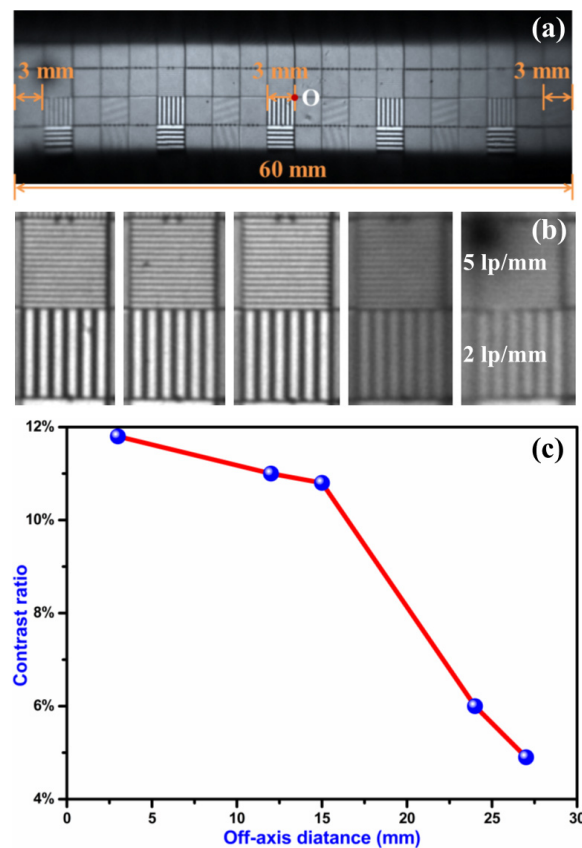 (a)
3 mm
3 mm
3 mm
O
60 mm
(b)
5 lp/mm
2 lp/mm
(c)
12%
10%
8%
6%
4%
Contrast ratio
0
5
10
15
20
25
30
Off-axis diatance (mm)